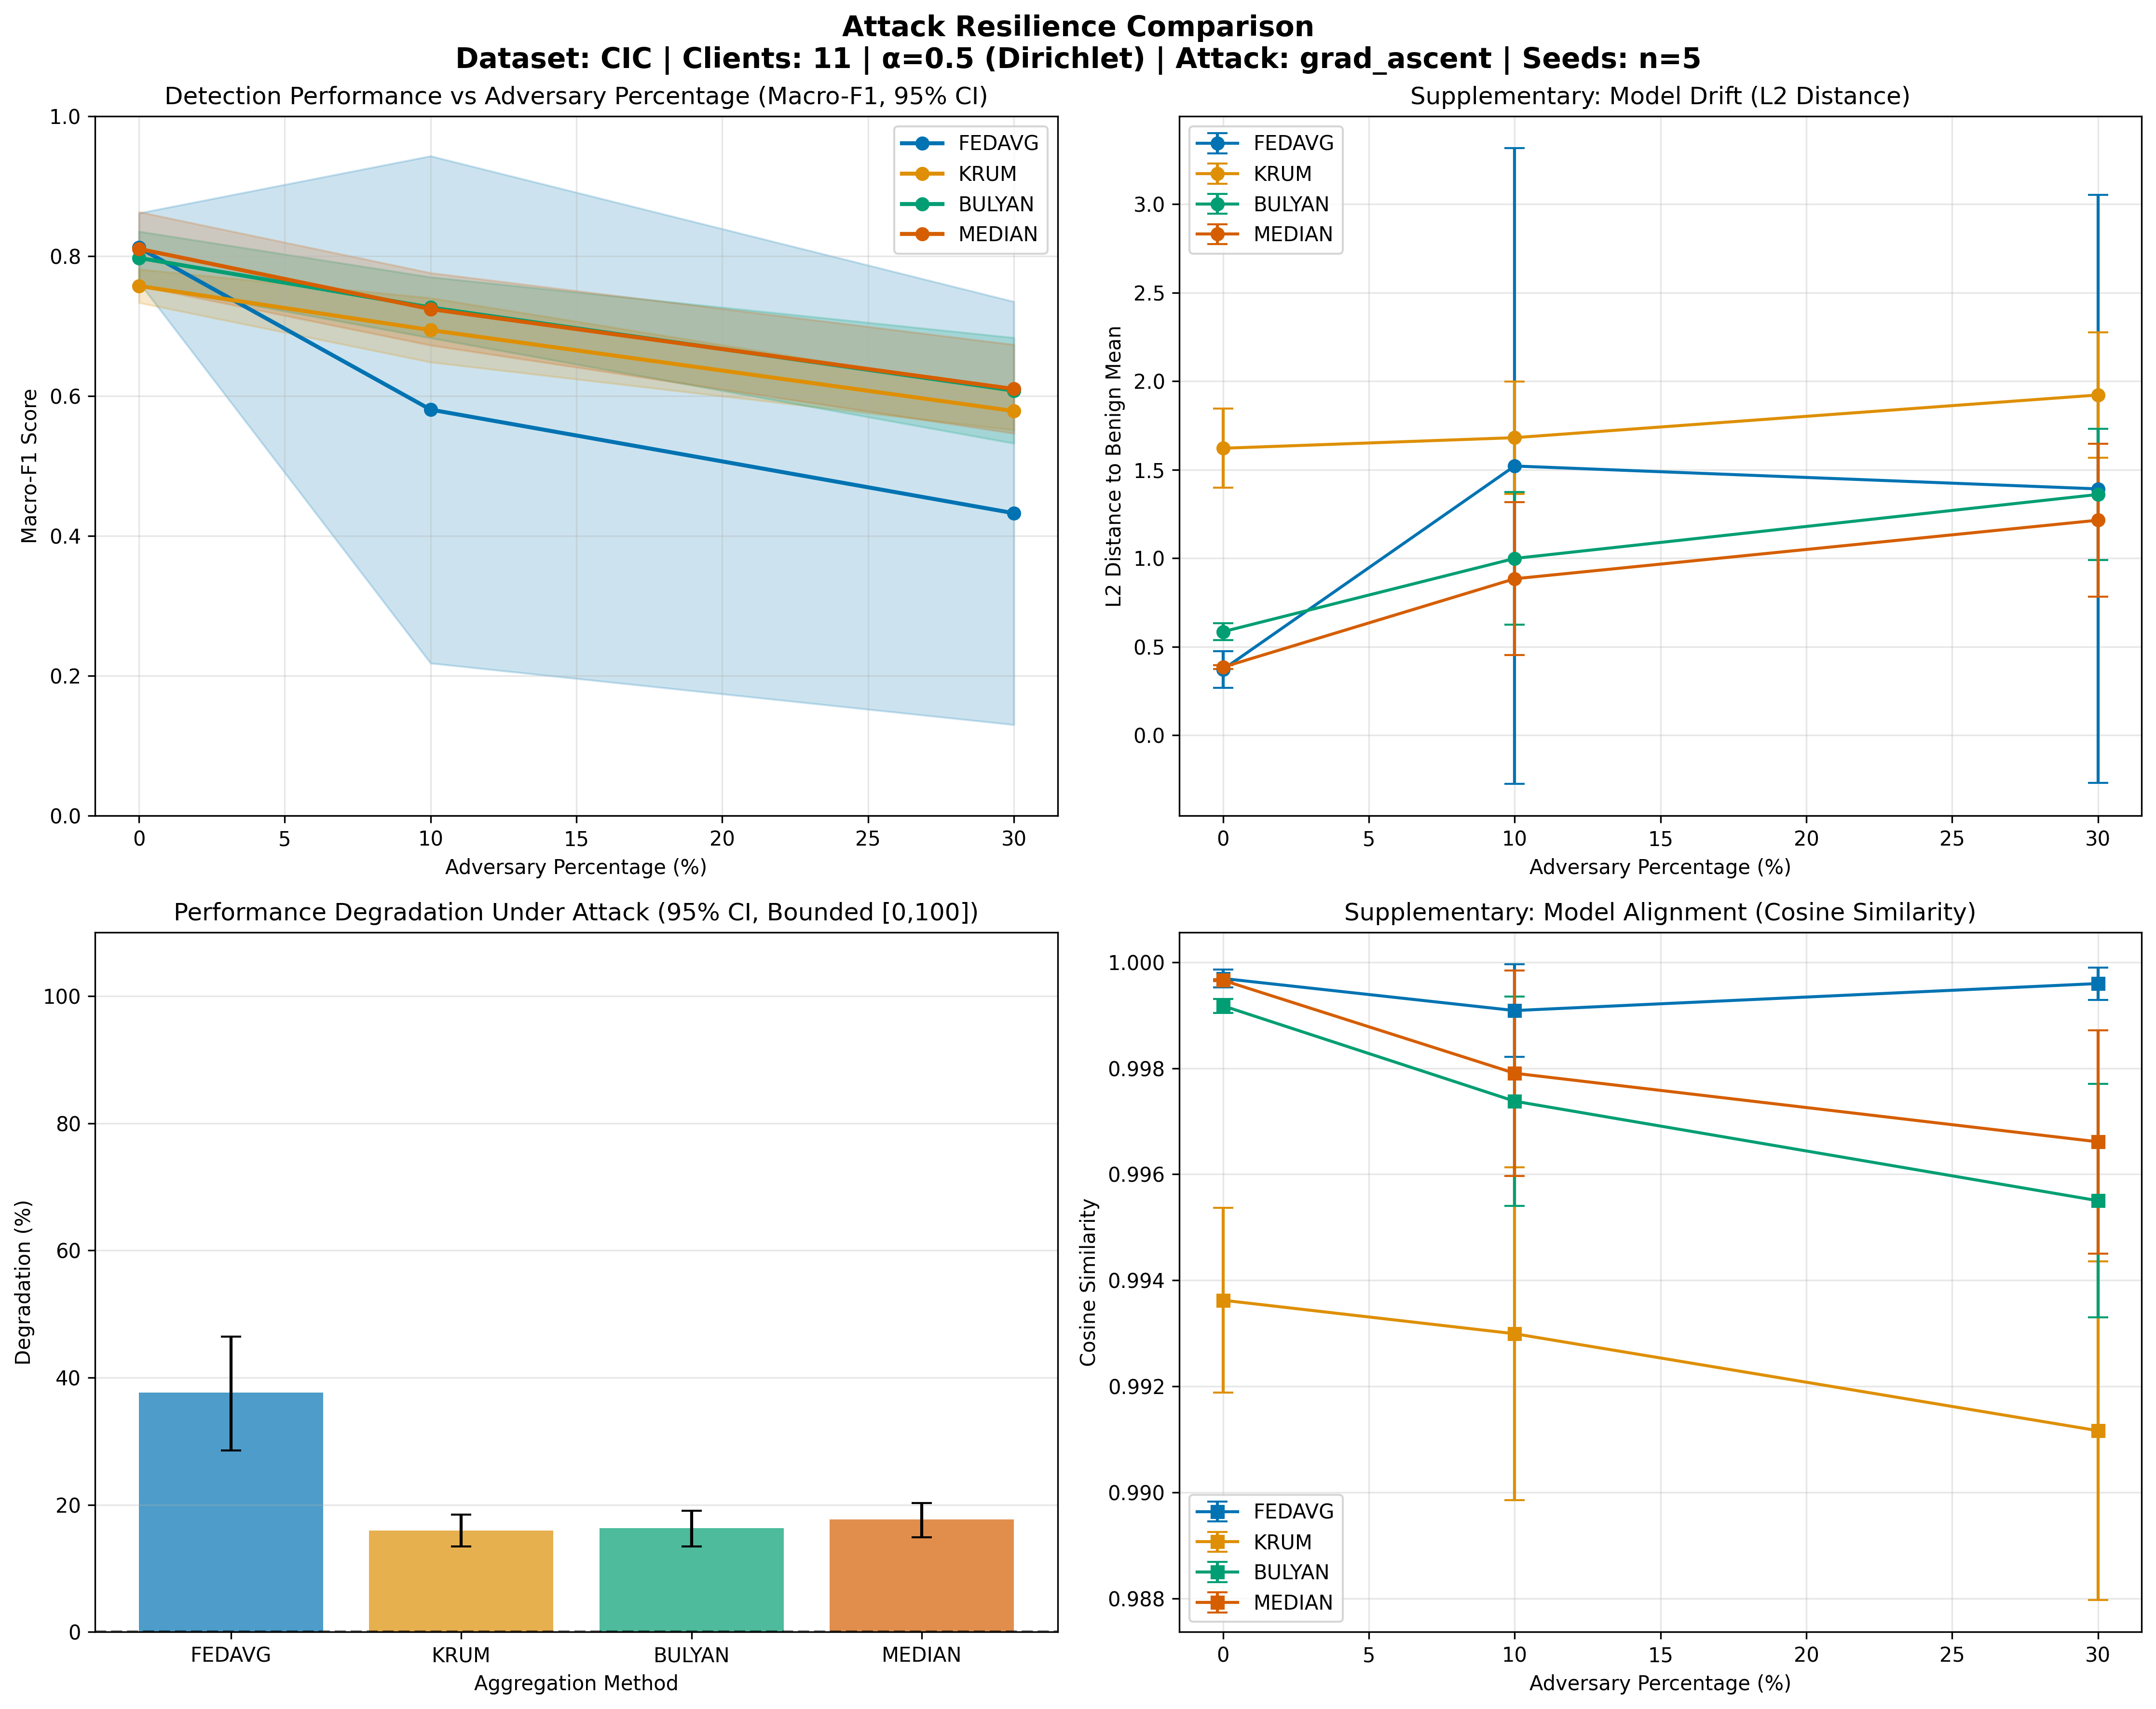 Attack Resilience Comparison
Dataset: CIC | Clients: 11 | α=0.5 (Dirichlet) | Attack: grad_ascent | Seeds: n=5
Detection Performance vs Adversary Percentage (Macro-F1, 95% CI)
1.0
0.8
0.6
0.4
0.2
0.0
Macro-F1 Score
FEDAVG
KRUM
BULYAN
MEDIAN
0 5 10 15 20 25 30
Adversary Percentage (%)
Supplementary: Model Drift (L2 Distance)
3.0
2.5
2.0
1.5
1.0
0.5
0.0
L2 Distance to Benign Mean
FEDAVG
KRUM
BULYAN
MEDIAN
0 5 10 15 20 25 30
Adversary Percentage (%)
Performance Degradation Under Attack (95% CI, Bounded [0,100])
100
80
60
40
20
0
Degradation (%)
FEDAVG KRUM BULYAN MEDIAN
Aggregation Method
Supplementary: Model Alignment (Cosine Similarity)
1.000
0.998
0.996
0.994
0.992
0.990
0.988
Cosine Similarity
FEDAVG
KRUM
BULYAN
MEDIAN
0 5 10 15 20 25 30
Adversary Percentage (%)